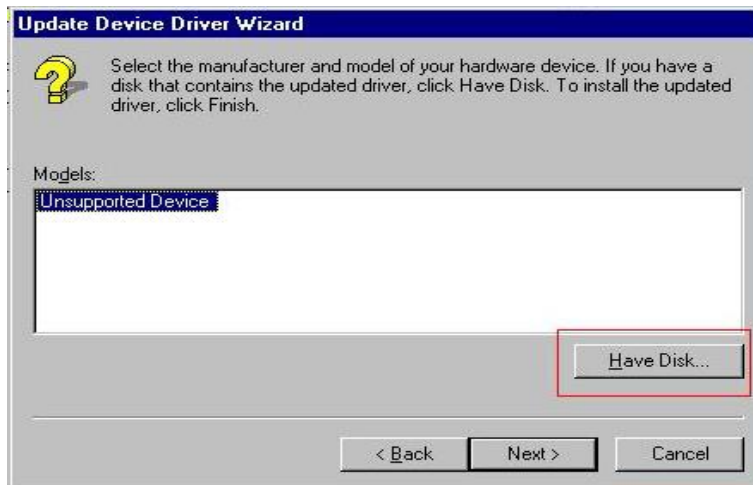 Update Device Driver Wizard
Select the manufacturer and model of your hardware device. If you have a
disk that contains the updated driver, click Have Disk. To install the updated
driver, click Finish.
Models:
Unsupported Device
Have Disk...
< Back
Next >
Cancel